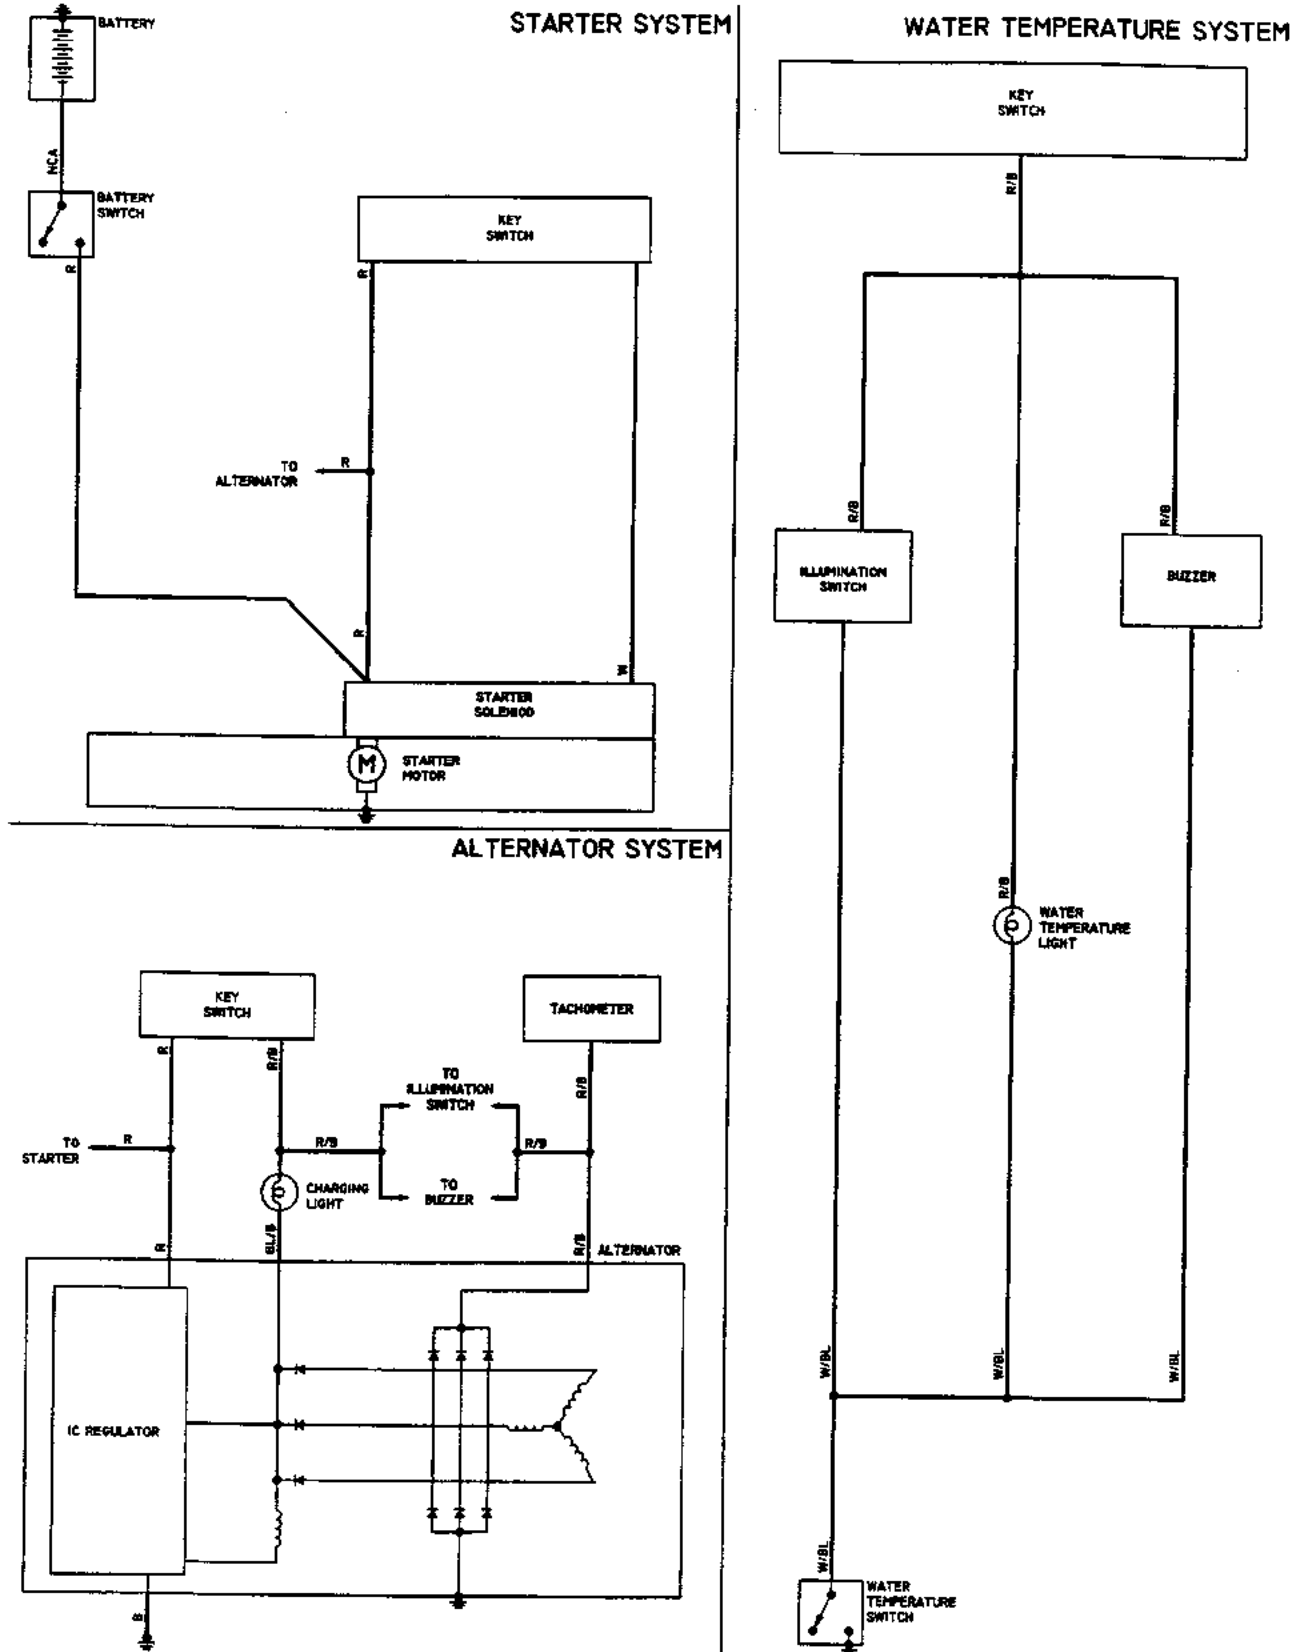 STARTER SYSTEM
BATTERY
NCA
BATTERY
SWITCH
R
KEY
SWITCH
R
TO
ALTERNATOR
R
R
W
STARTER
SOLENIOD
M
STARTER
MOTOR
ALTERNATOR SYSTEM
KEY
SWITCH
TACHOMETER
R
R/B
R/B
TO
ILLUMINATION
SWITCH
TO
STARTER
R
R/B
R/B
CHARGING
LIGHT
TO
BUZZER
R
BL/B
R/B
ALTERNATOR
IC REGULATOR
B
WATER TEMPERATURE SYSTEM
KEY
SWITCH
R/B
R/B
R/B
ILLUMINATION
SWITCH
BUZZER
R/B
WATER
TEMPERATURE
LIGHT
W/BL
W/BL
W/BL
W/BL
WATER
TEMPERATURE
SWITCH